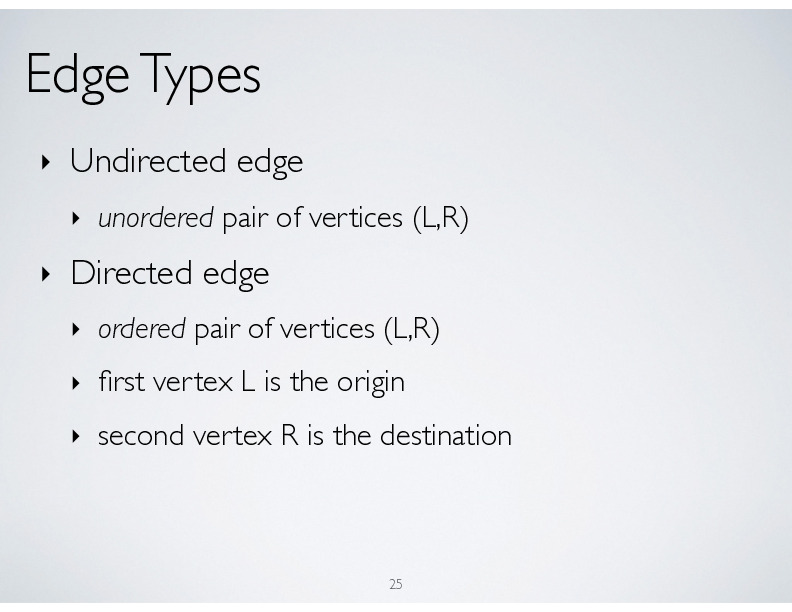 Edge Types
‣ Undirected edge
‣ unordered pair of vertices (L,R)
‣ Directed edge
‣ ordered pair of vertices (L,R)
‣ first vertex L is the origin
‣ second vertex R is the destination
25